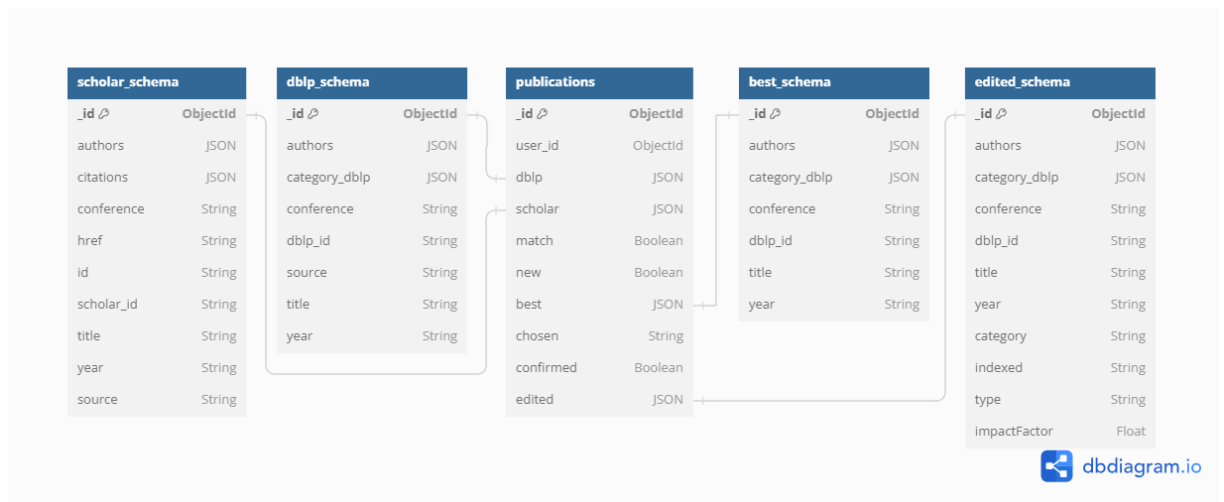 scholar_schema
_id ObjectId
authors JSON
citations JSON
conference String
href String
id String
scholar_id String
title String
year String
source String
dblp_schema
_id ObjectId
authors JSON
category_dblp JSON
conference String
dblp_id String
source String
title String
year String
publications
_id ObjectId
user_id ObjectId
dblp JSON
scholar JSON
match Boolean
new Boolean
best JSON
chosen String
confirmed Boolean
edited JSON
best_schema
_id ObjectId
authors JSON
category_dblp JSON
conference String
dblp_id String
title String
year String
edited_schema
_id ObjectId
authors JSON
category_dblp JSON
conference String
dblp_id String
title String
year String
category String
indexed String
type String
impactFactor Float
dbdiagram.io